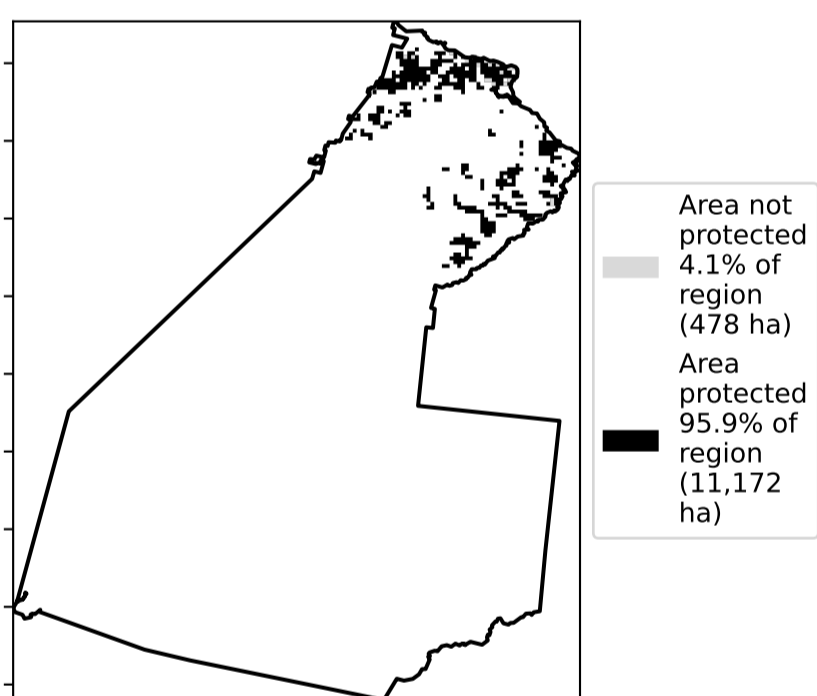 Area not
protected
4.1% of
region
(478 ha)
Area
protected
95.9% of
region
(11,172
ha)